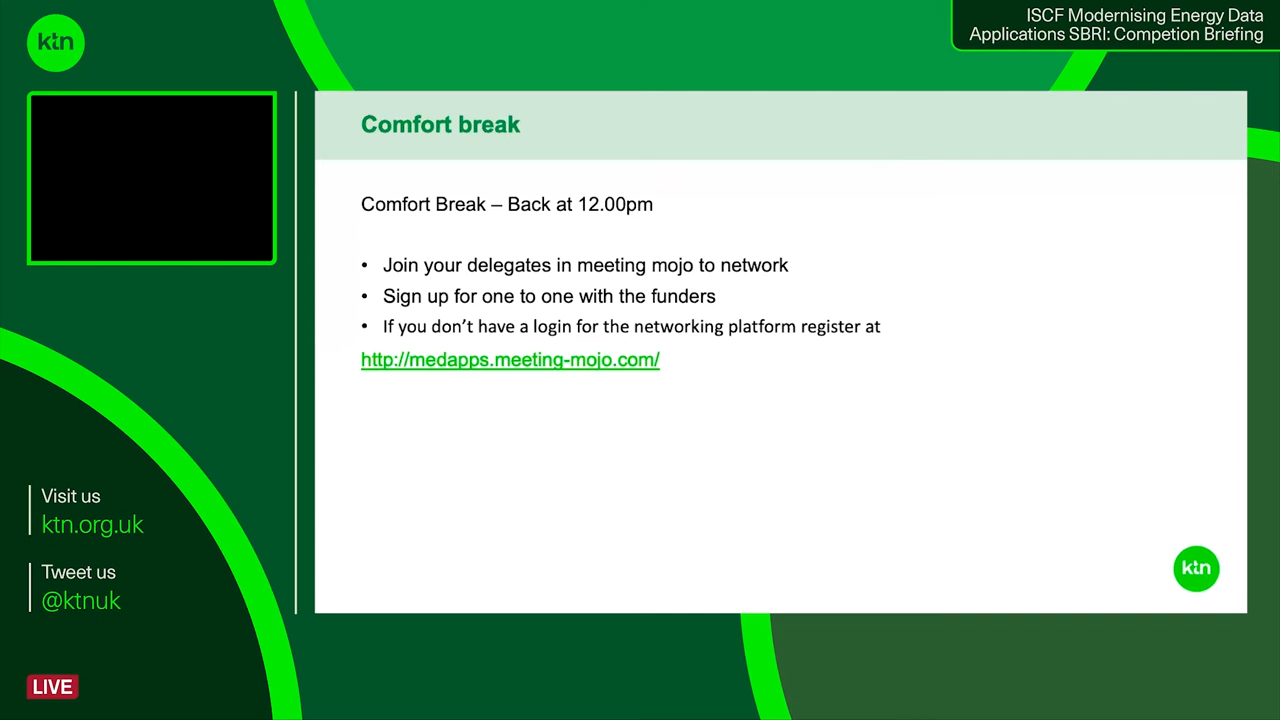 ktn
ISCF Modernising Energy Data
Applications SBRI: Competion Briefing
Comfort break
Comfort Break – Back at 12.00pm
• Join your delegates in meeting mojo to network
• Sign up for one to one with the funders
• If you don’t have a login for the networking platform register at
http://medapps.meeting-mojo.com/
Visit us
ktn.org.uk
Tweet us
@ktnuk
ktn
LIVE